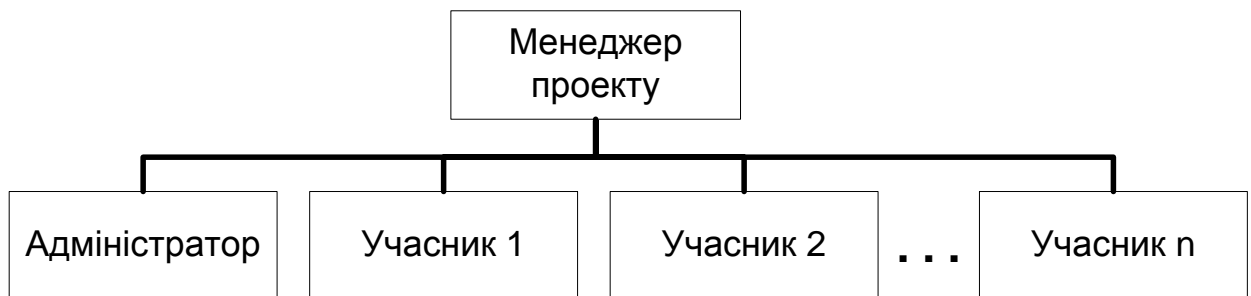 Менеджер
проекту
Адміністратор
Учасник 1
Учасник 2
. . .
Учасник n